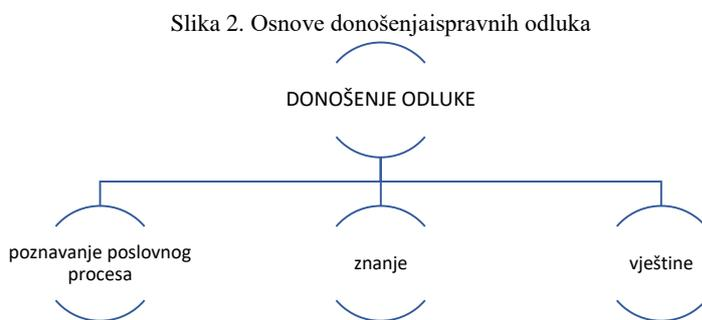 Slika 2. Osnove donošenjaispravnih odluka
DONOŠENJE ODLUKE
poznavanje poslovnog
procesa
znanje
vještine